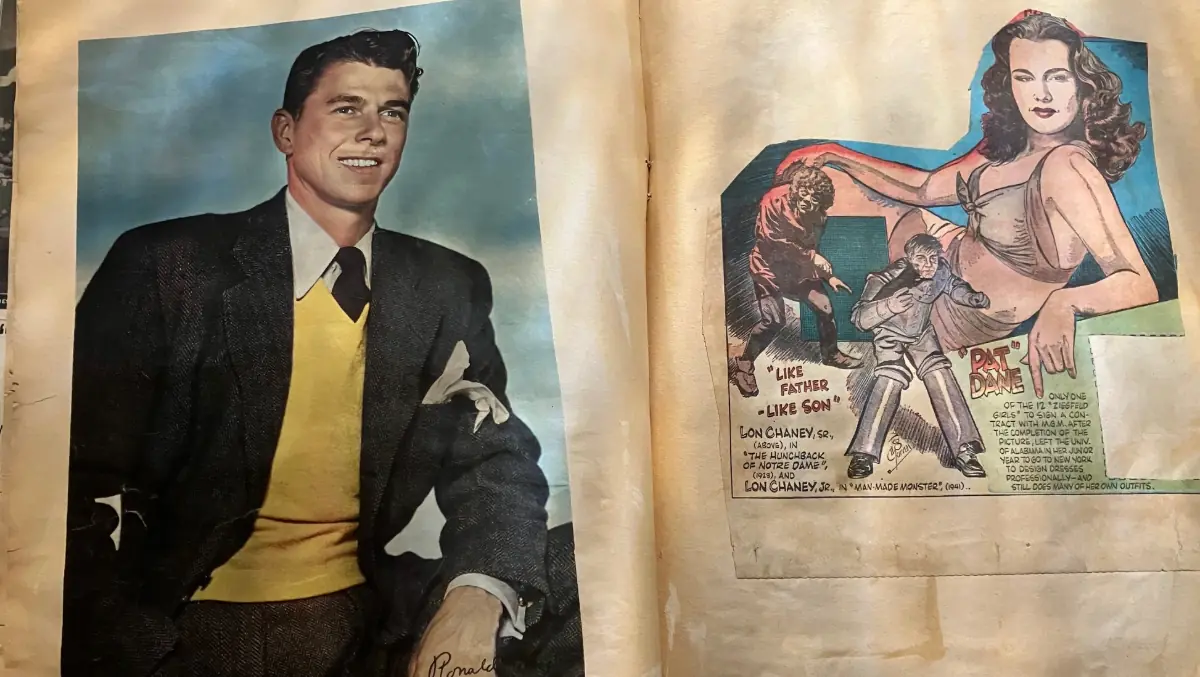 Ronald
"LIKE
FATHER
-LIKE SON"
LON CHANEY, SR.,
(ABOVE), IN
"THE HUNCHBACK
OF NOTRE DAME",
(1923), AND
LON CHANEY, JR., IN "MAN-MADE MONSTER", (1941)..
"PAT"
DANE
ONLY ONE
OF THE 12 "ZIEGFELD
GIRLS" TO SIGN A CON-
TRACT WITH M.G.M. AFTER
THE COMPLETION OF THE
PICTURE, LEFT THE UNIV.
OF ALABAMA IN HER JUNIOR
YEAR TO GO TO NEW YORK
TO DESIGN DRESSES
PROFESSIONALLY—AND
STILL DOES MANY OF HER OWN OUTFITS.